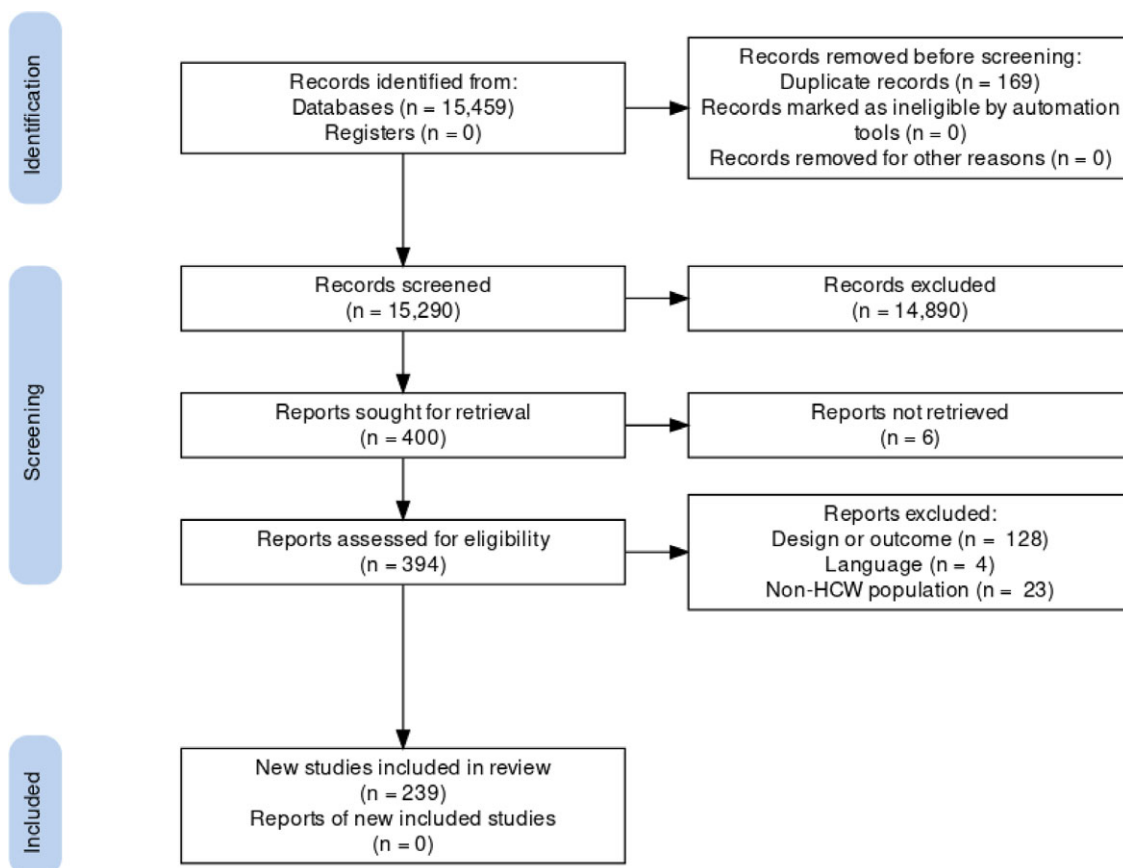 Identification
Records identified from:
Databases (n = 15,459)
Registers (n = 0)
Records removed before screening:
Duplicate records (n = 169)
Records marked as ineligible by automation
tools (n = 0)
Records removed for other reasons (n = 0)
Screening
Records screened
(n = 15,290)
Records excluded
(n = 14,890)
Reports sought for retrieval
(n = 400)
Reports not retrieved
(n = 6)
Reports assessed for eligibility
(n = 394)
Reports excluded:
Design or outcome (n = 128)
Language (n = 4)
Non-HCW population (n = 23)
Included
New studies included in review
(n = 239)
Reports of new included studies
(n = 0)